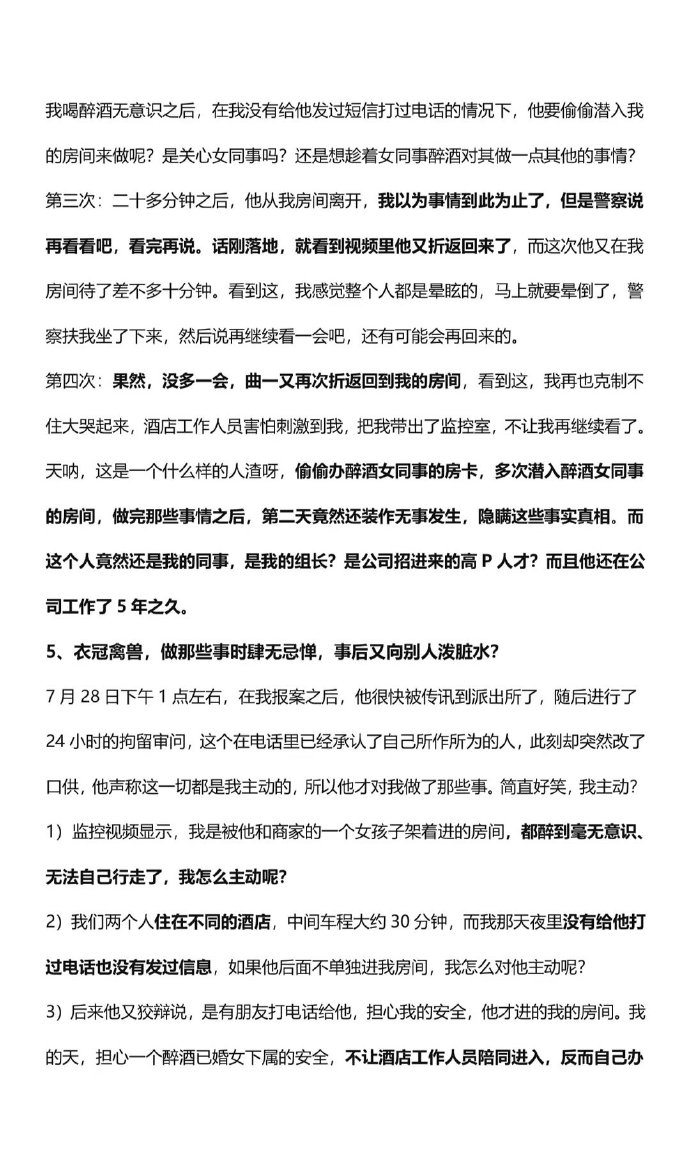 我喝醉酒无意识之后，在我没有给他发过短信打过电话的情况下，他要偷偷潜入我
的房间来做呢？是关心女同事吗？还是想趁着女同事醉酒对其做一点其他的事情？
第三次：二十多分钟之后，他从我房间离开，我以为事情到此为止了，但是警察说
再看看吧，看完再说。话刚落地，就看到视频里他又折返回来了，而这次他又在我
房间待了差不多十分钟。看到这，我感觉整个人都是晕眩的，马上就要晕倒了，警
察扶我坐了下来，然后说再继续看一会吧，还有可能会再回来的。
第四次：果然，没多一会，曲一又再次折返回到我的房间，看到这，我再也克制不
住大哭起来，酒店工作人员害怕刺激到我，把我带出了监控室，不让我再继续看了。
天呐，这是一个什么样的人渣呀，偷偷办醉酒女同事的房卡，多次潜入醉酒女同事
的房间，做完那些事情之后，第二天竟然还装作无事发生，隐瞒这些事实真相。而
这个人竟然还是我的同事，是我的组长？是公司招进来的高 P 人才？而且他还在公
司工作了 5 年之久。
5、衣冠禽兽，做那些事时肆无忌惮，事后又向别人泼脏水？
7 月 28 日下午 1 点左右，在我报案之后，他很快被传讯到派出所了，随后进行了
24 小时的拘留审问，这个在电话里已经承认了自己所作所为的人，此刻却突然改了
口供，他声称这一切都是我主动的，所以他才对我做了那些事。简直好笑，我主动？
1）监控视频显示，我是被他和商家的一个女孩子架着进的房间，都醉到毫无意识、
无法自己行走了，我怎么主动呢？
2）我们两个人住在不同的酒店，中间车程大约 30 分钟，而我那天夜里没有给他打
过电话也没有发过信息，如果他后面不单独进我房间，我怎么对他主动呢？
3）后来他又狡辩说，是有朋友打电话给他，担心我的安全，他才进的我的房间。我
的天，担心一个醉酒已婚女下属的安全，不让酒店工作人员陪同进入，反而自己办